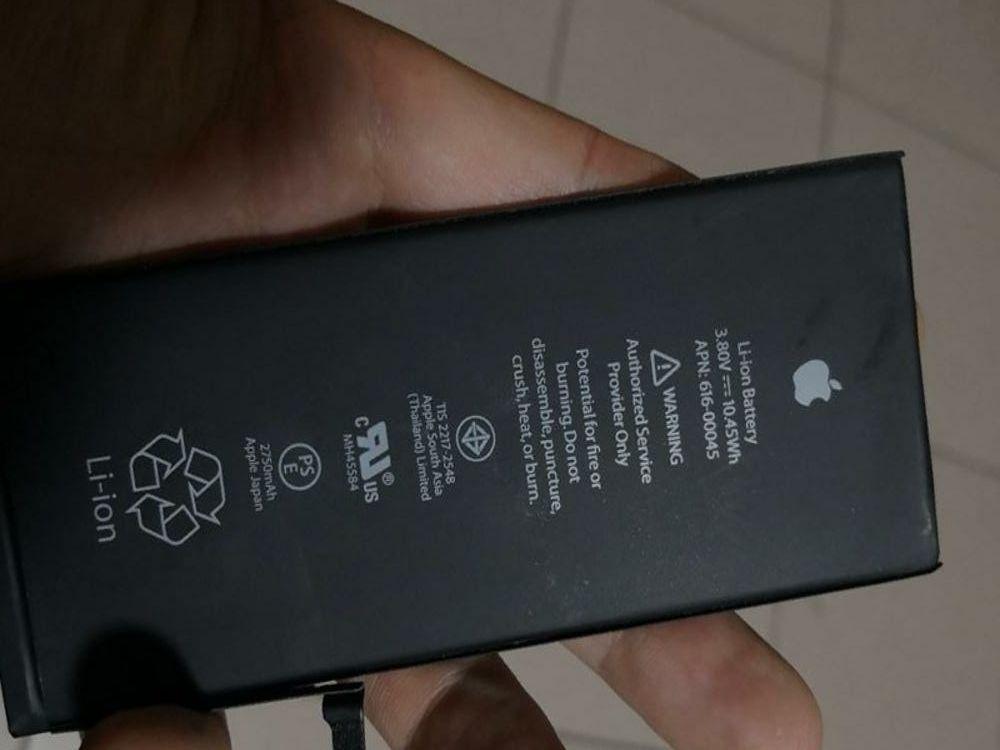 Li-ion Battery
3.80V ⎓ 10.45Wh
APN: 616-00045
WARNING
Authorized Service
Provider Only
Potential for fire or
burning. Do not
disassemble, puncture,
crush, heat, or burn.
TIS 2217-2548
Apple South Asia
(Thailand) Limited
c RU ® US
MH45584
PS
E
2750mAh
Apple Japan
Li-ion